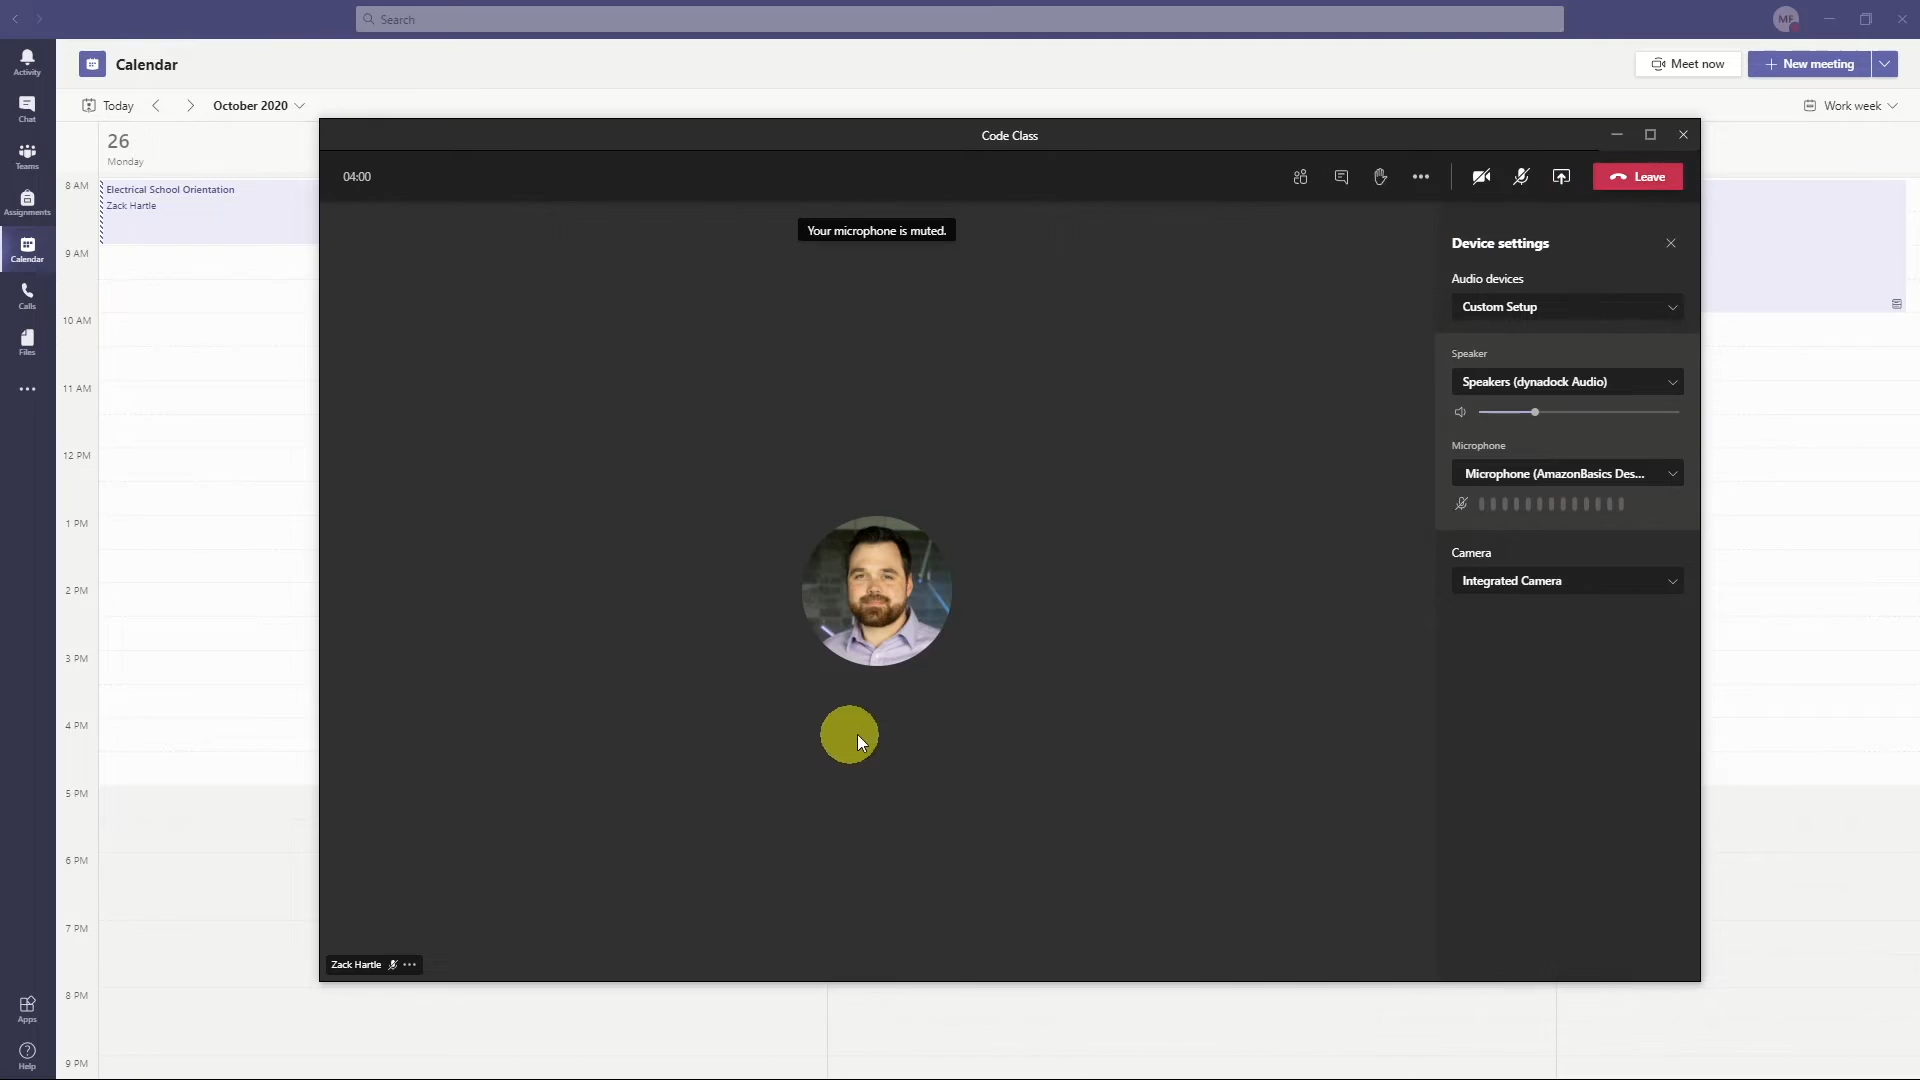 Search
MF
Activity
Chat
Teams
Assignments
Calendar
Calls
Files
Apps
Help
Calendar
Meet now
New meeting
Today
October 2020
Work week
26
Monday
8 AM
9 AM
10 AM
11 AM
12 PM
1 PM
2 PM
3 PM
4 PM
5 PM
6 PM
7 PM
8 PM
9 PM
Electrical School Orientation
Zack Hartle
Code Class
04:00
Leave
Your microphone is muted.
Device settings
Audio devices
Custom Setup
Speaker
Speakers (dynadock Audio)
Microphone
Microphone (AmazonBasics Des...
Camera
Integrated Camera
Zack Hartle